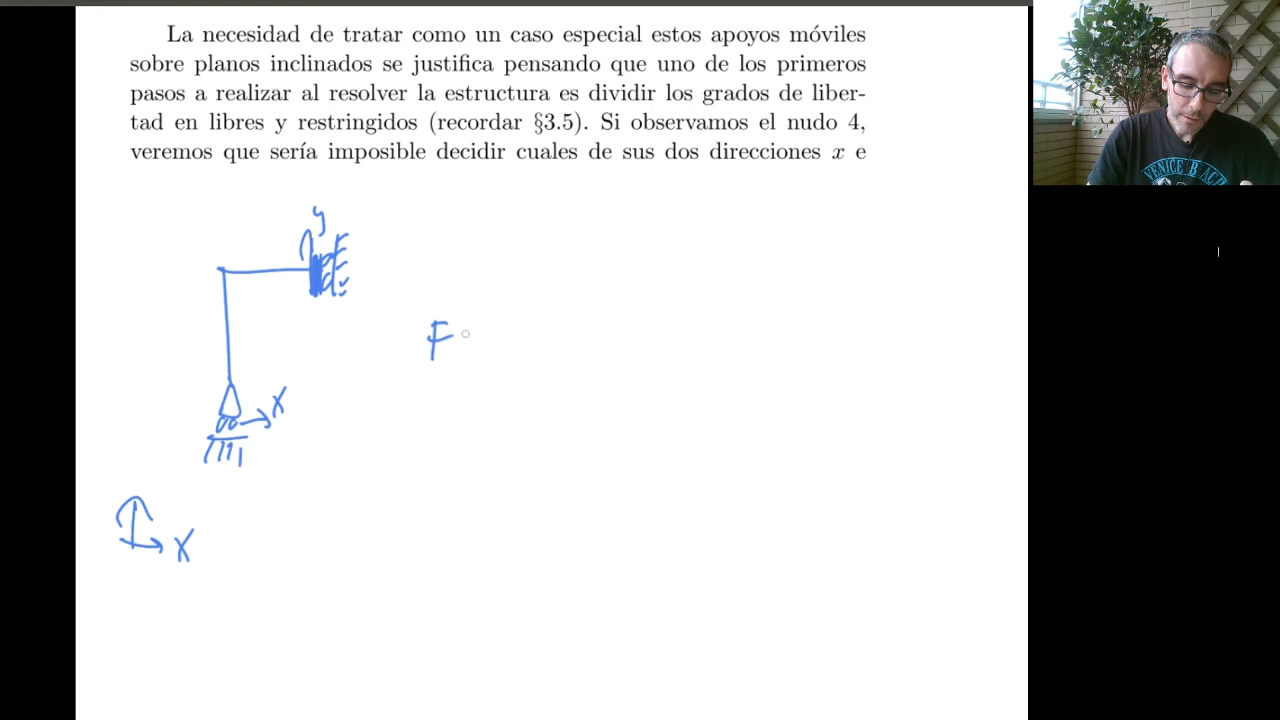 La necesidad de tratar como un caso especial estos apoyos móviles
sobre planos inclinados se justifica pensando que uno de los primeros
pasos a realizar al resolver la estructura es dividir los grados de liber-
tad en libres y restringidos (recordar §3.5). Si observamos el nudo 4,
veremos que sería imposible decidir cuales de sus dos direcciones x e
y
F
X
X
VENICE B ACH